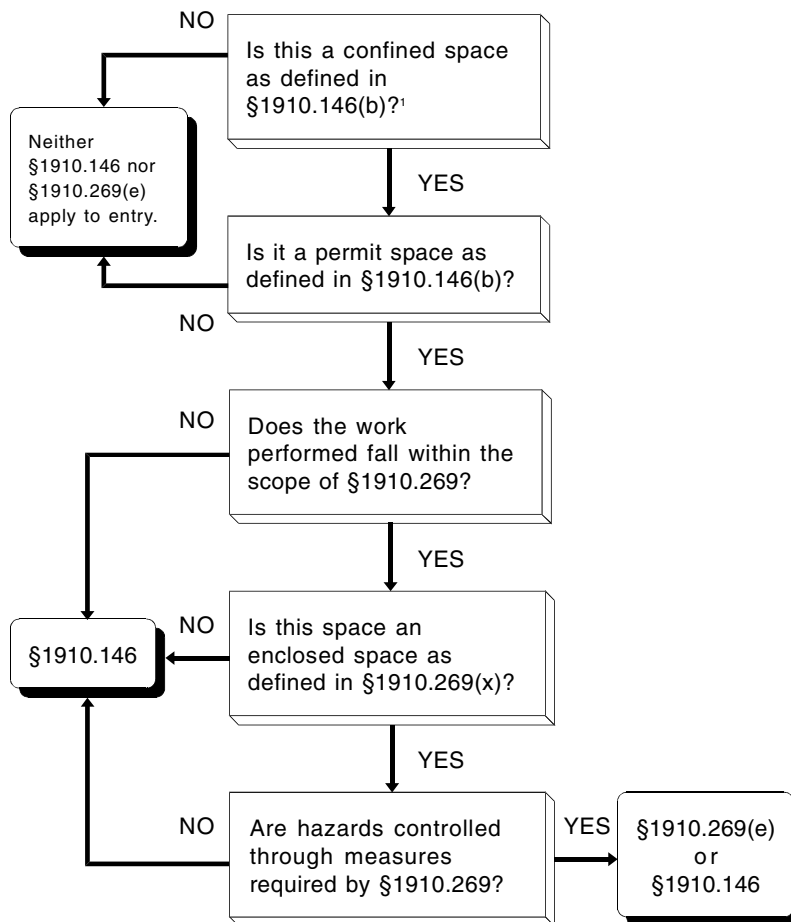 NO
Is this a confined space
as defined in
§1910.146(b)?¹
Neither
§1910.146 nor
§1910.269(e)
apply to entry.
YES
Is it a permit space as
defined in §1910.146(b)?
NO
YES
NO
Does the work
performed fall within the
scope of §1910.269?
YES
§1910.146
NO
Is this space an
enclosed space as
defined in §1910.269(x)?
YES
NO
Are hazards controlled
through measures
required by §1910.269?
YES
§1910.269(e)
or
§1910.146